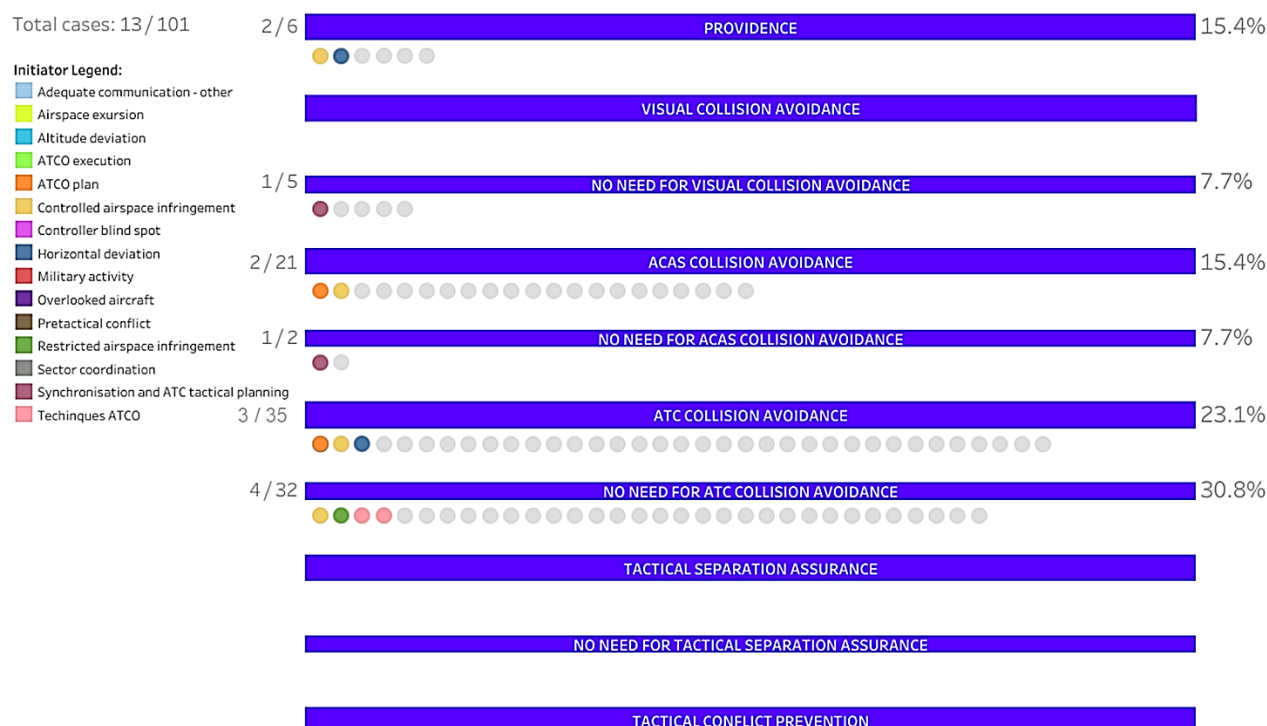 Total cases: 13/101
2/6
PROVIDENCE
15.4%
Initiator Legend:
Adequate communication - other
Airspace exursion
Altitude deviation
ATCO execution
ATCO plan
Controlled airspace infringement
Controller blind spot
Horizontal deviation
Military activity
Overlooked aircraft
Pretactical conflict
Restricted airspace infringement
Sector coordination
Synchronisation and ATC tactical planning
Techinques ATCO
VISUAL COLLISION AVOIDANCE
1/5
NO NEED FOR VISUAL COLLISION AVOIDANCE
7.7%
2/21
ACAS COLLISION AVOIDANCE
15.4%
1/2
NO NEED FOR ACAS COLLISION AVOIDANCE
7.7%
3 / 35
ATC COLLISION AVOIDANCE
23.1%
4/32
NO NEED FOR ATC COLLISION AVOIDANCE
30.8%
TACTICAL SEPARATION ASSURANCE
NO NEED FOR TACTICAL SEPARATION ASSURANCE
TACTICAL CONFLICT PREVENTION